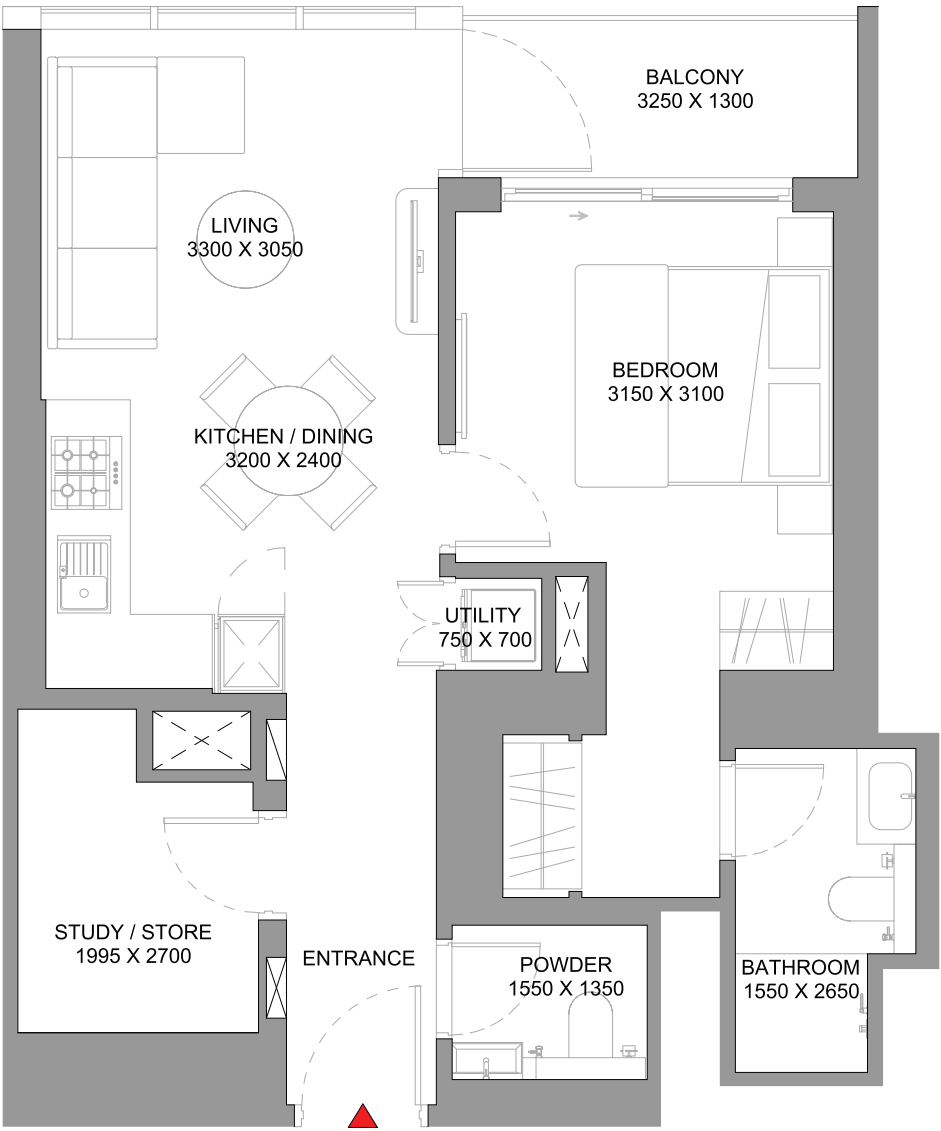 BALCONY
3250 X 1300
LIVING
3300 X 3050
BEDROOM
3150 X 3100
KITCHEN / DINING
3200 X 2400
UTILITY
750 X 700
STUDY / STORE
1995 X 2700
ENTRANCE
POWDER
1550 X 1350
BATHROOM
1550 X 2650